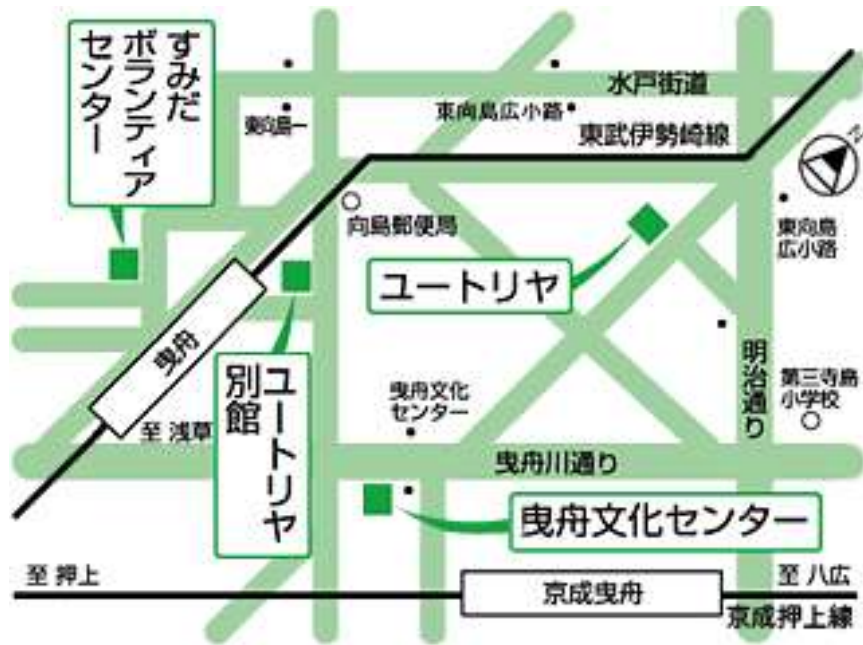 すみだ
ボランティア
センター
水戸街道
東向島一
東向島広小路
東武伊勢崎線
向島郵便局
東向島
広小路
ユートリヤ
曳舟
ユートリヤ
別館
至 浅草
曳舟文化
センター
明治通り
第三寺島
小学校
曳舟川通り
曳舟文化センター
至 押上
京成曳舟
至 八広
京成押上線